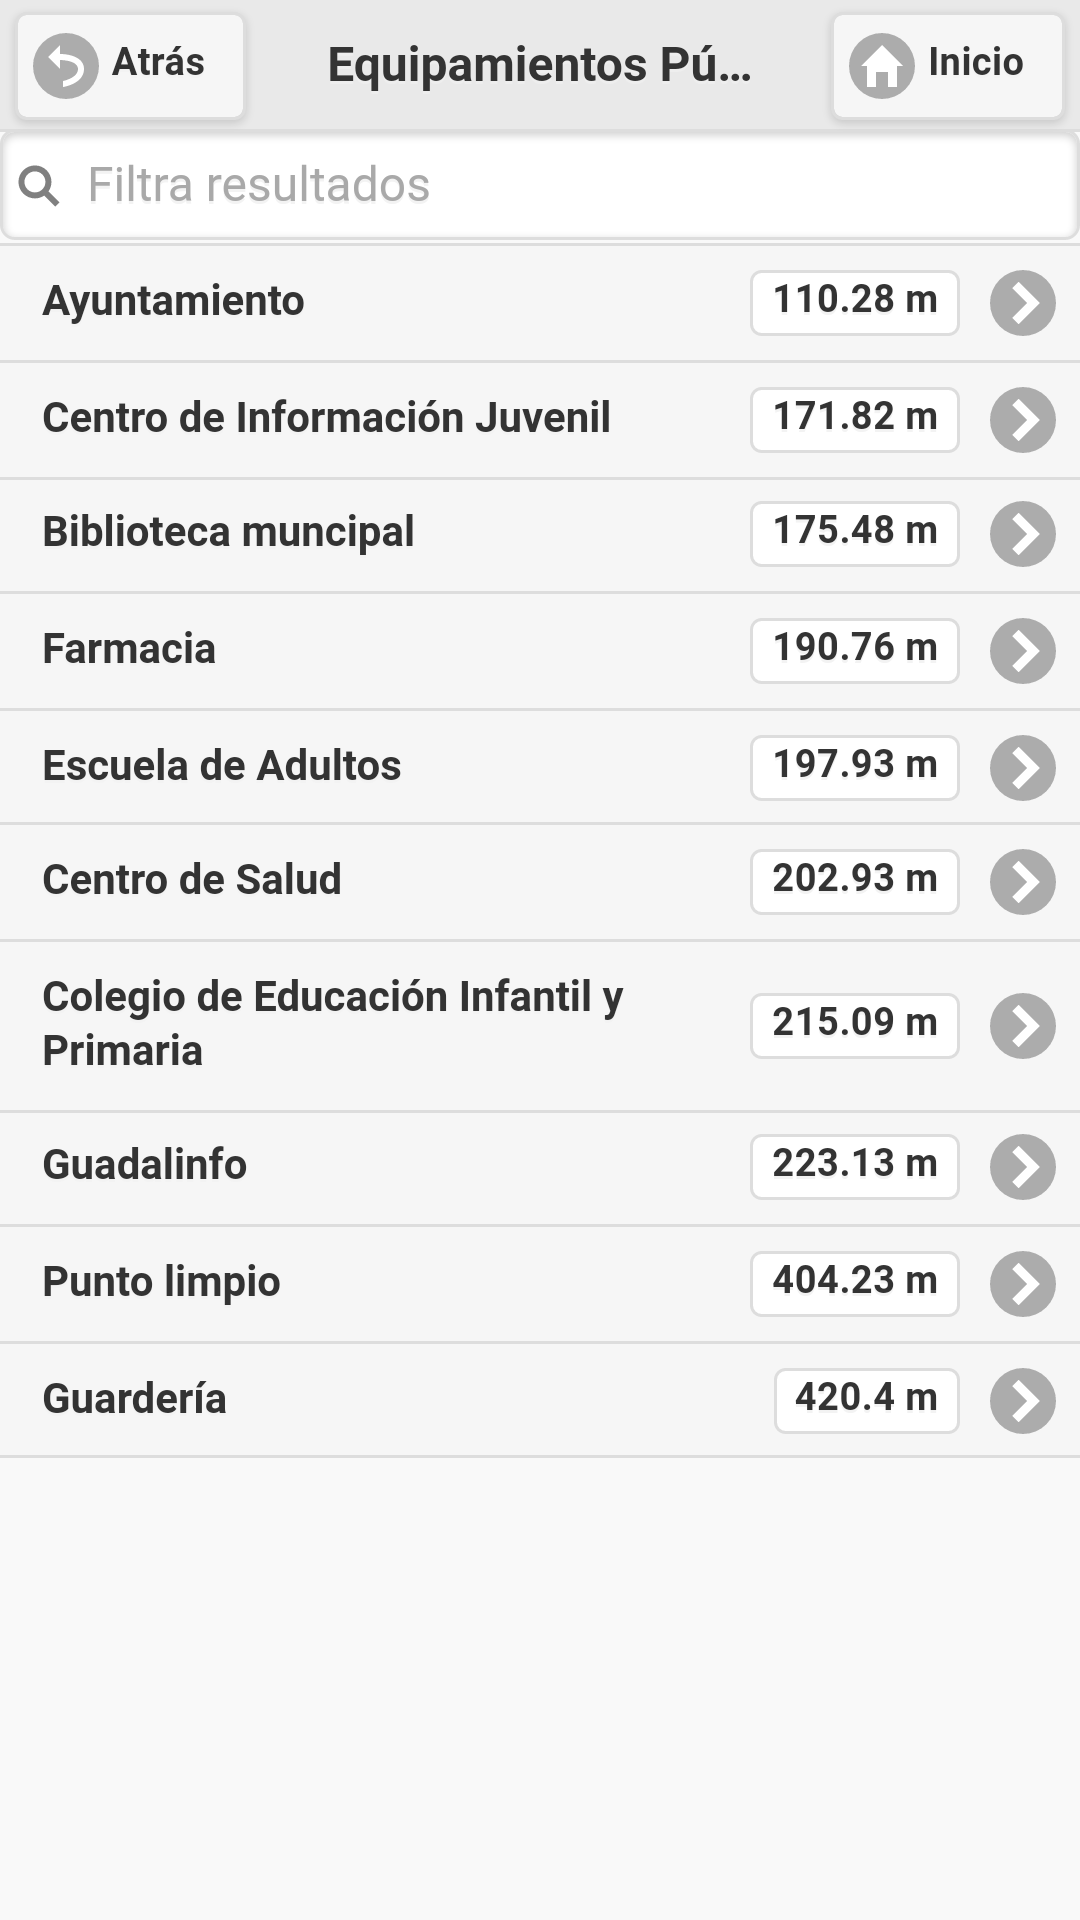 Atrás
Equipamientos Pú...
Inicio
Filtra resultados
Ayuntamiento 110.28 m
Centro de Información Juvenil 171.82 m
Biblioteca muncipal 175.48 m
Farmacia 190.76 m
Escuela de Adultos 197.93 m
Centro de Salud 202.93 m
Colegio de Educación Infantil y
Primaria 215.09 m
Guadalinfo 223.13 m
Punto limpio 404.23 m
Guardería 420.4 m